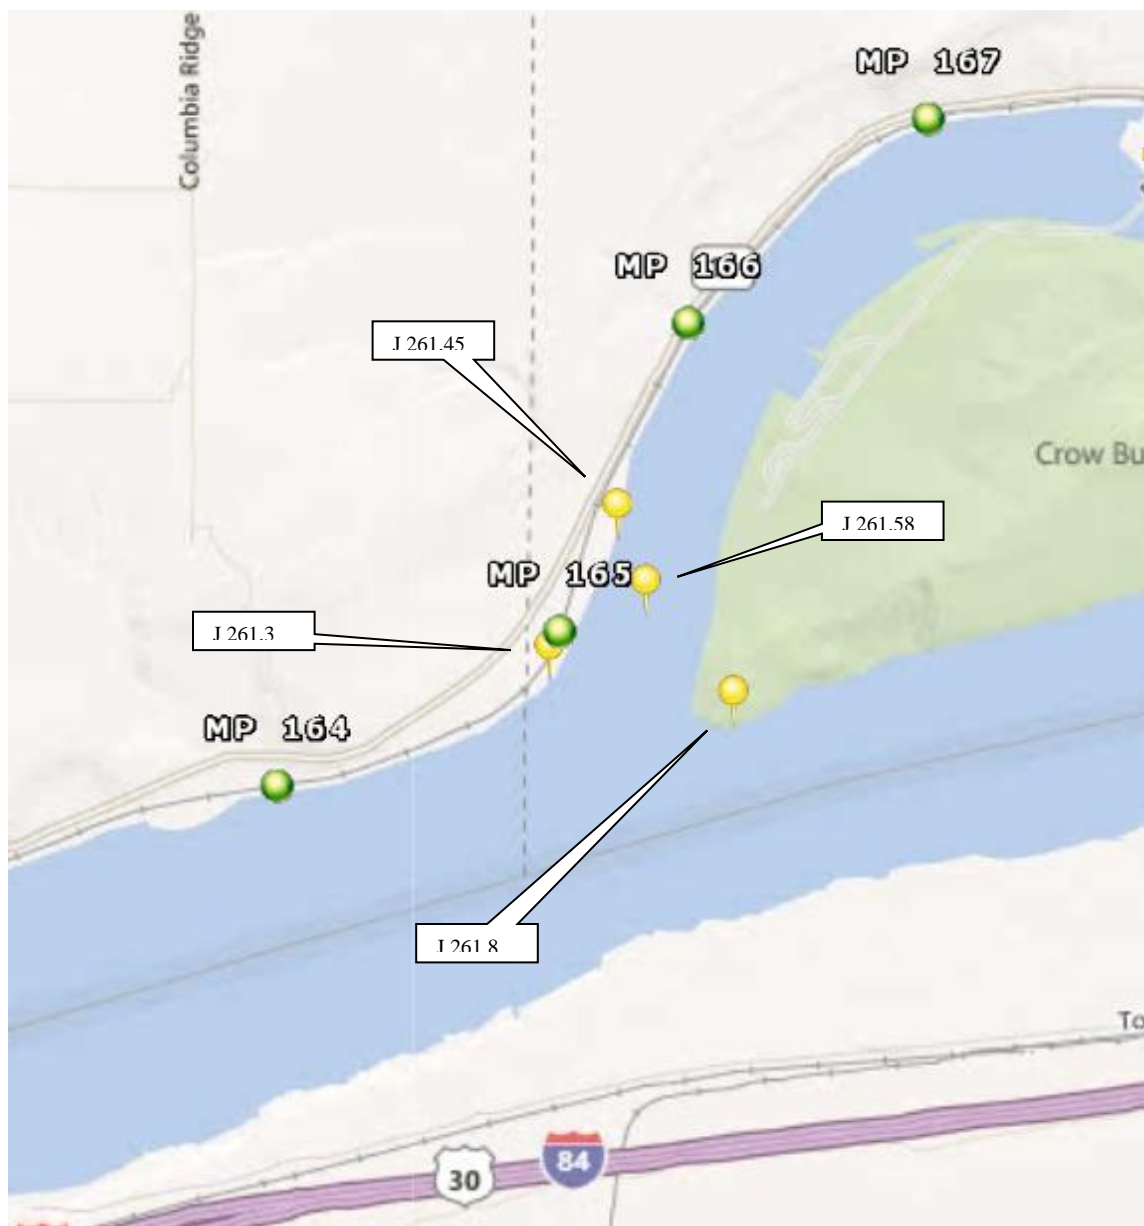 Columbia Ridge
MP 167
MP 166
J 261.45
Crow Bu
J 261.58
MP 165
J 261.3
MP 164
J 261.8
To
84
30